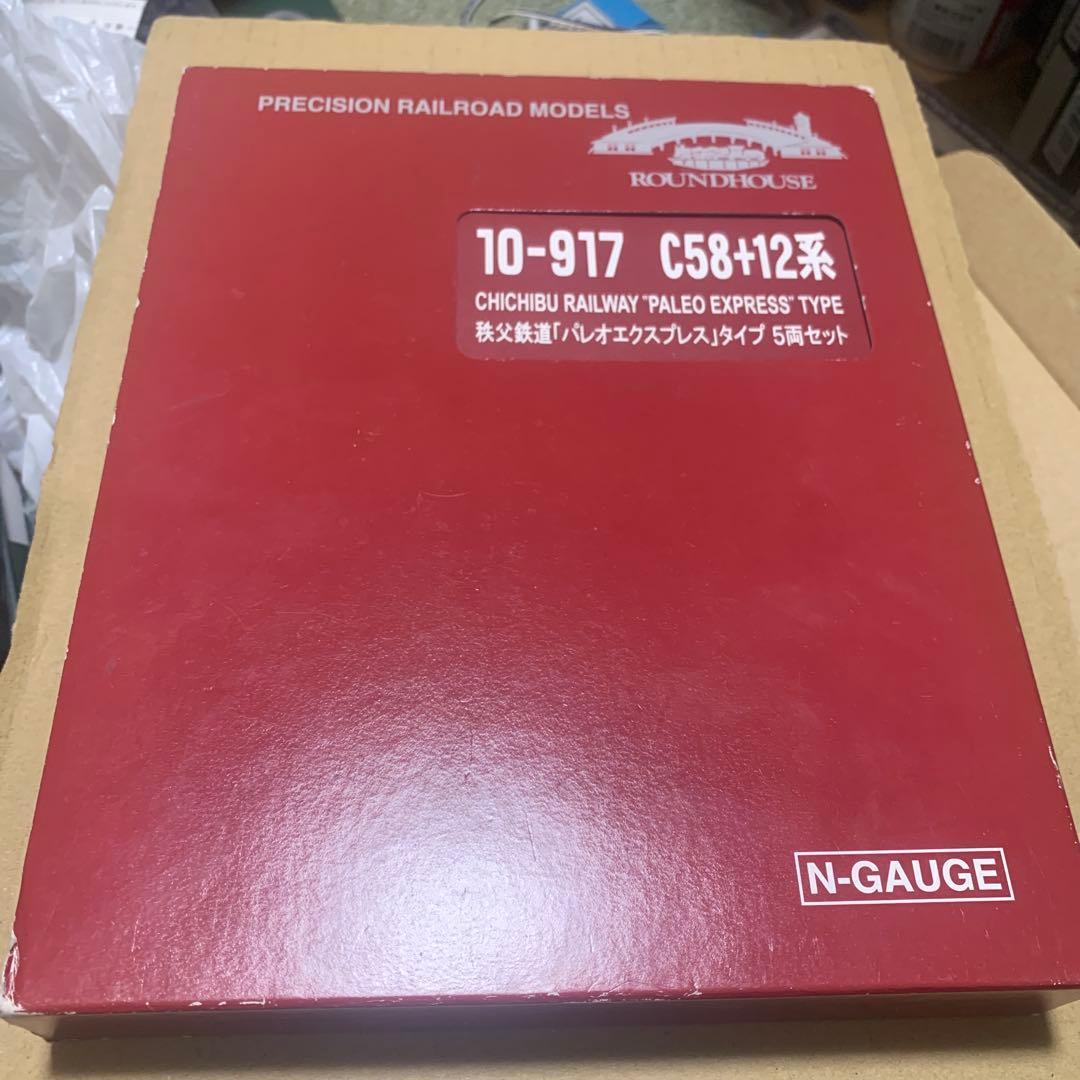 PRECISION RAILROAD MODELS
ROUNDHOUSE
10-917 C58+12系
CHICHIBU RAILWAY "PALEO EXPRESS" TYPE
秩父鉄道「パレオエクスプレス」タイプ 5両セット
N-GAUGE